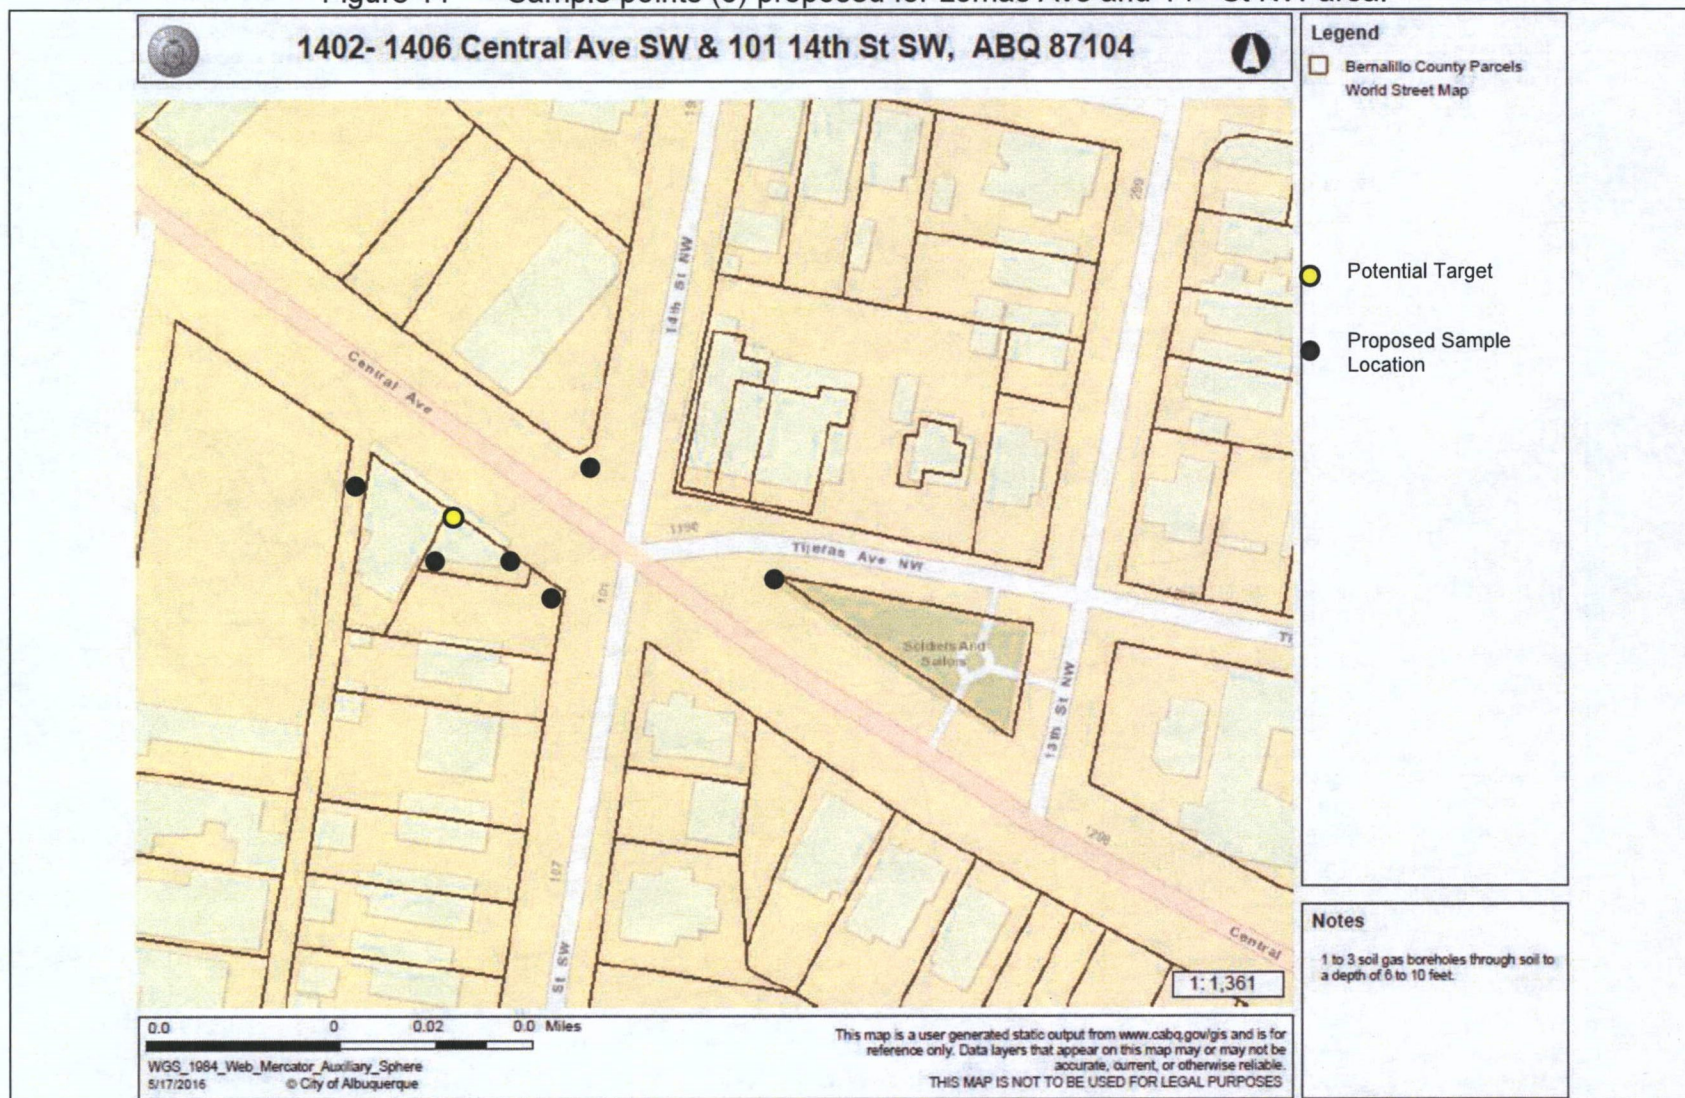 1402- 1406 Central Ave SW & 101 14th St SW, ABQ 87104
Legend
Bernalillo County Parcels
World Street Map
Potential Target
Proposed Sample
Location
14th St NW
Central Ave
1190
Tijeras Ave NW
101
Soldiers And
Sailors
13th St NW
299
107
St SW
Central
1: 1,361
Notes
1 to 3 soil gas boreholes through soil to
a depth of 6 to 10 feet.
0.0 0 0.02 0.0 Miles
WGS_1984_Web_Mercator_Auxiliary_Sphere
5/17/2016 © City of Albuquerque
This map is a user generated static output from www.cabq.gov/gis and is for
reference only. Data layers that appear on this map may or may not be
accurate, current, or otherwise reliable.
THIS MAP IS NOT TO BE USED FOR LEGAL PURPOSES